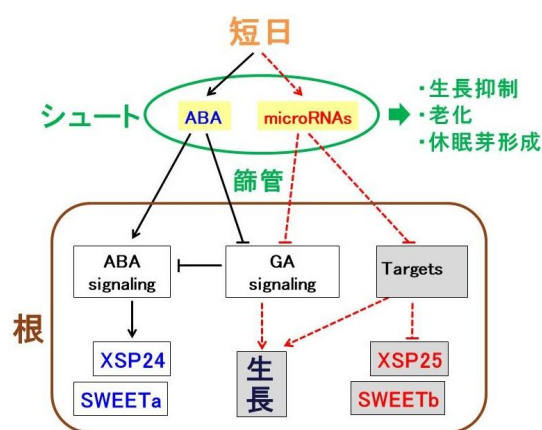 短日
シュート
ABA
microRNAs
・生長抑制
・老化
・休眠芽形成
篩管
根
ABA
signaling
GA
signaling
Targets
XSP24
SWEETa
生
長
XSP25
SWEETb